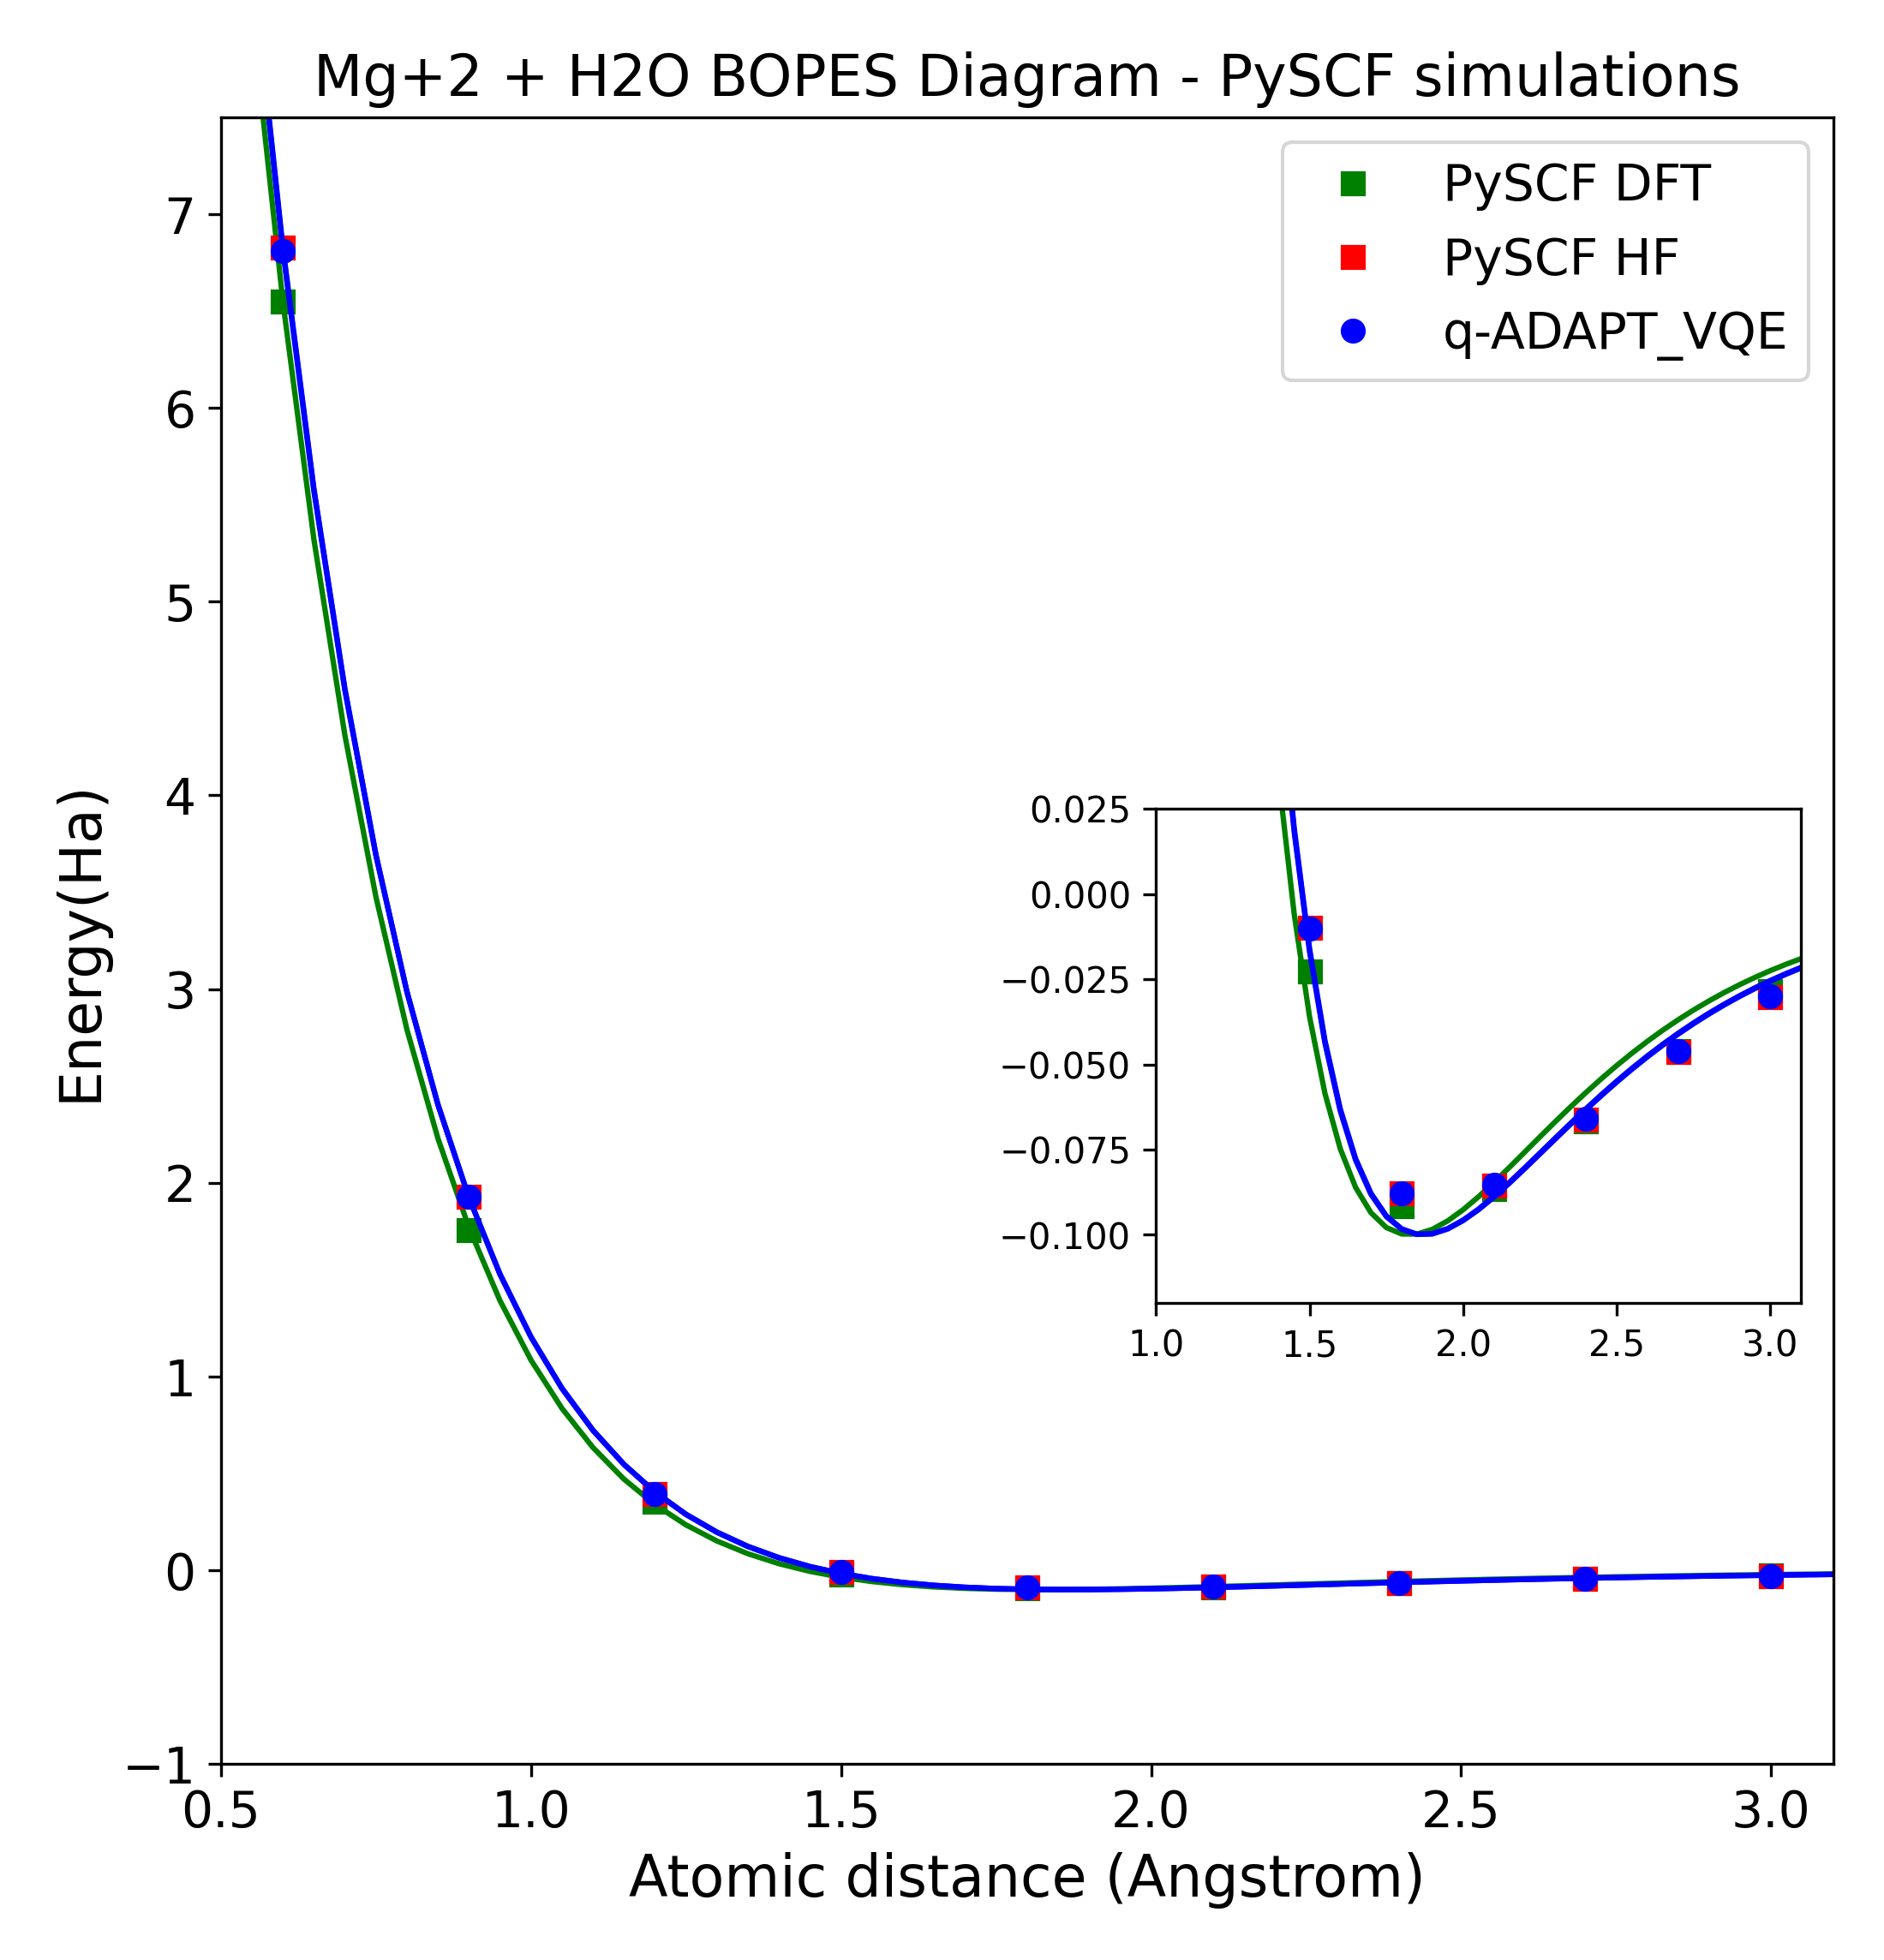 Mg+2 + H2O BOPES Diagram - PySCF simulations
PySCF DFT
PySCF HF
q-ADAPT_VQE
Energy(Ha)
7
6
5
4
3
2
1
0
−1
0.025
0.000
−0.025
−0.050
−0.075
−0.100
1.0 1.5 2.0 2.5 3.0
0.5 1.0 1.5 2.0 2.5 3.0
Atomic distance (Angstrom)